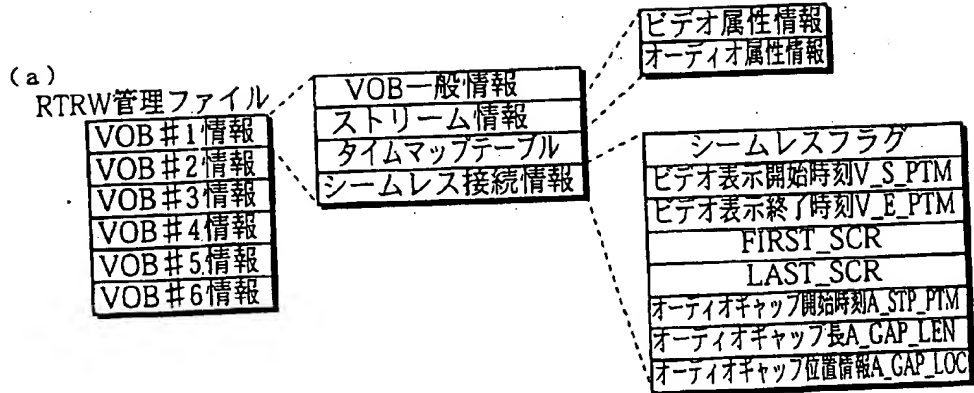 (a)
RTRW管理ファイル
VOB#1情報
VOB#2情報
VOB#3情報
VOB#4情報
VOB#5情報
VOB#6情報
VOB一般情報
ストリーム情報
タイムマップテーブル
シームレス接続情報
ビデオ属性情報
オーディオ属性情報
シームレスフラグ
ビデオ表示開始時刻V_S_PTM
ビデオ表示終了時刻V_E_PTM
FIRST_SCR
LAST_SCR
オーディオギャップ開始時刻A_STP_PTM
オーディオギャップ長A_GAP_LEN
オーディオギャップ位置情報A_GAP_LOC